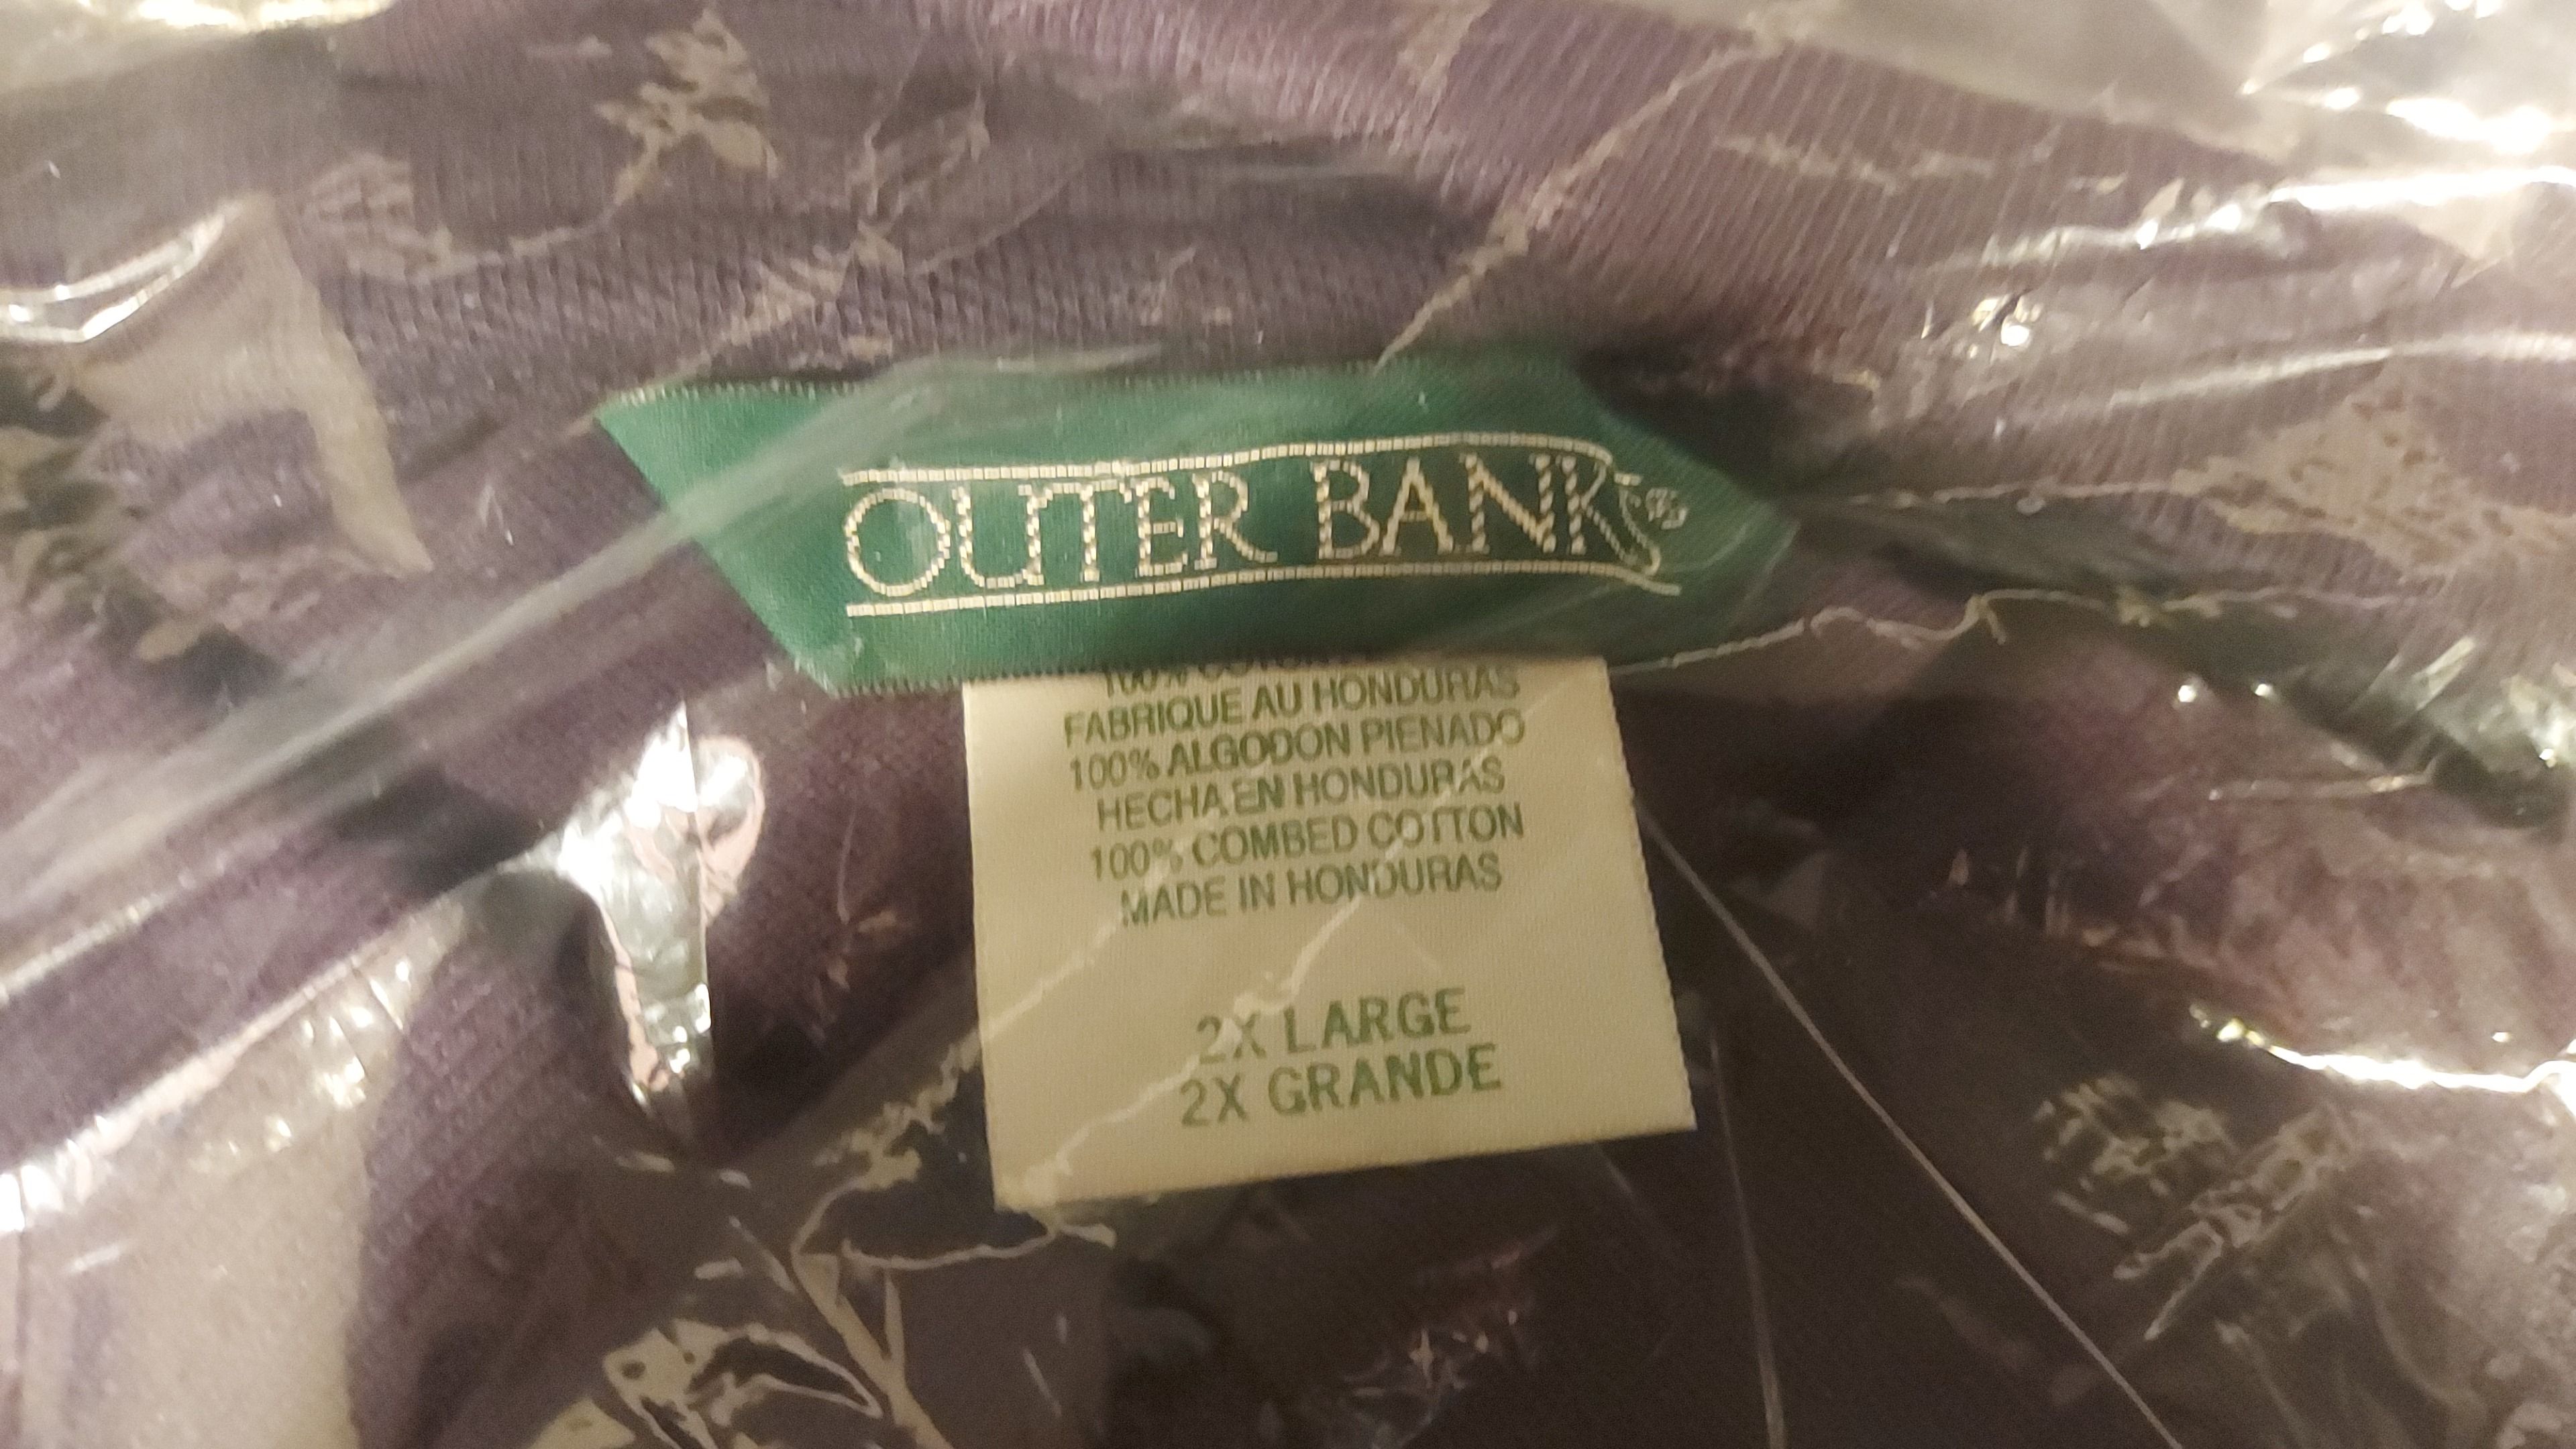 OUTER BANKS®
100%
FABRIQUE AU HONDURAS
100% ALGODON PIENADO
HECHA EN HONDURAS
100% COMBED COTTON
MADE IN HONDURAS
2X LARGE
2X GRANDE